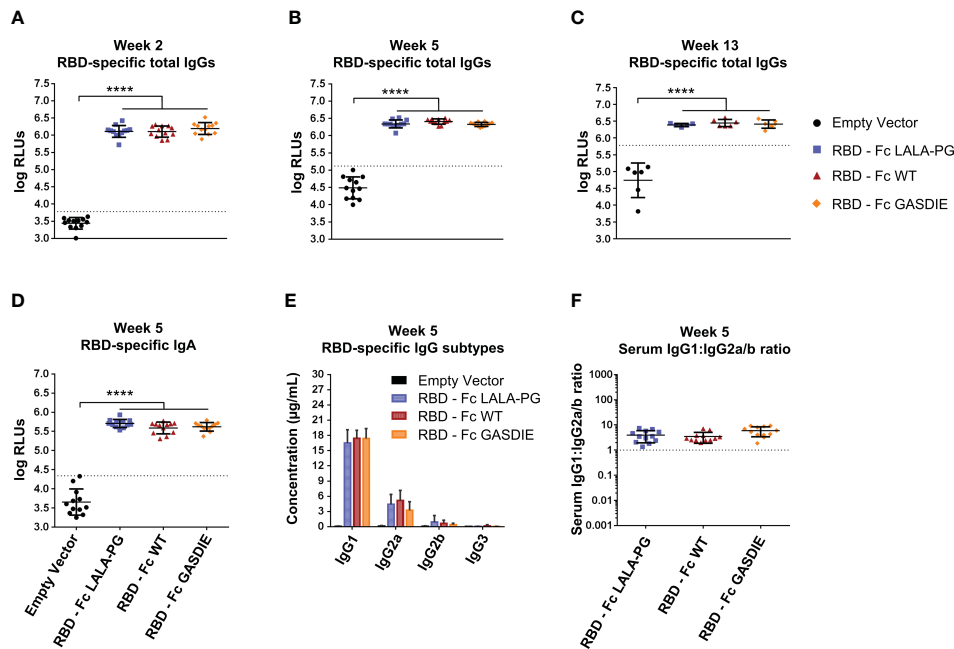 A
Week 2
RBD-specific total IgGs
log RLUs
7.5
7.0
6.5
6.0
5.5
5.0
4.5
4.0
3.5
3.0
****
B
Week 5
RBD-specific total IgGs
log RLUs
7.5
7.0
6.5
6.0
5.5
5.0
4.5
4.0
3.5
3.0
****
C
Week 13
RBD-specific total IgGs
log RLUs
7.5
7.0
6.5
6.0
5.5
5.0
4.5
4.0
3.5
3.0
****
Empty Vector
RBD - Fc LALA-PG
RBD - Fc WT
RBD - Fc GASDIE
D
Week 5
RBD-specific IgA
log RLUs
7.0
6.5
6.0
5.5
5.0
4.5
4.0
3.5
3.0
****
Empty Vector
RBD - Fc LALA-PG
RBD - Fc WT
RBD - Fc GASDIE
E
Week 5
RBD-specific IgG subtypes
Concentration (µg/mL)
30
27
24
21
18
15
12
9
6
3
0
Empty Vector
RBD - Fc LALA-PG
RBD - Fc WT
RBD - Fc GASDIE
IgG1
IgG2a
IgG2b
IgG3
F
Week 5
Serum IgG1:IgG2a/b ratio
Serum IgG1:IgG2a/b ratio
1000
100
10
1
0.1
0.01
0.001
RBD - Fc LALA-PG
RBD - Fc WT
RBD - Fc GASDIE